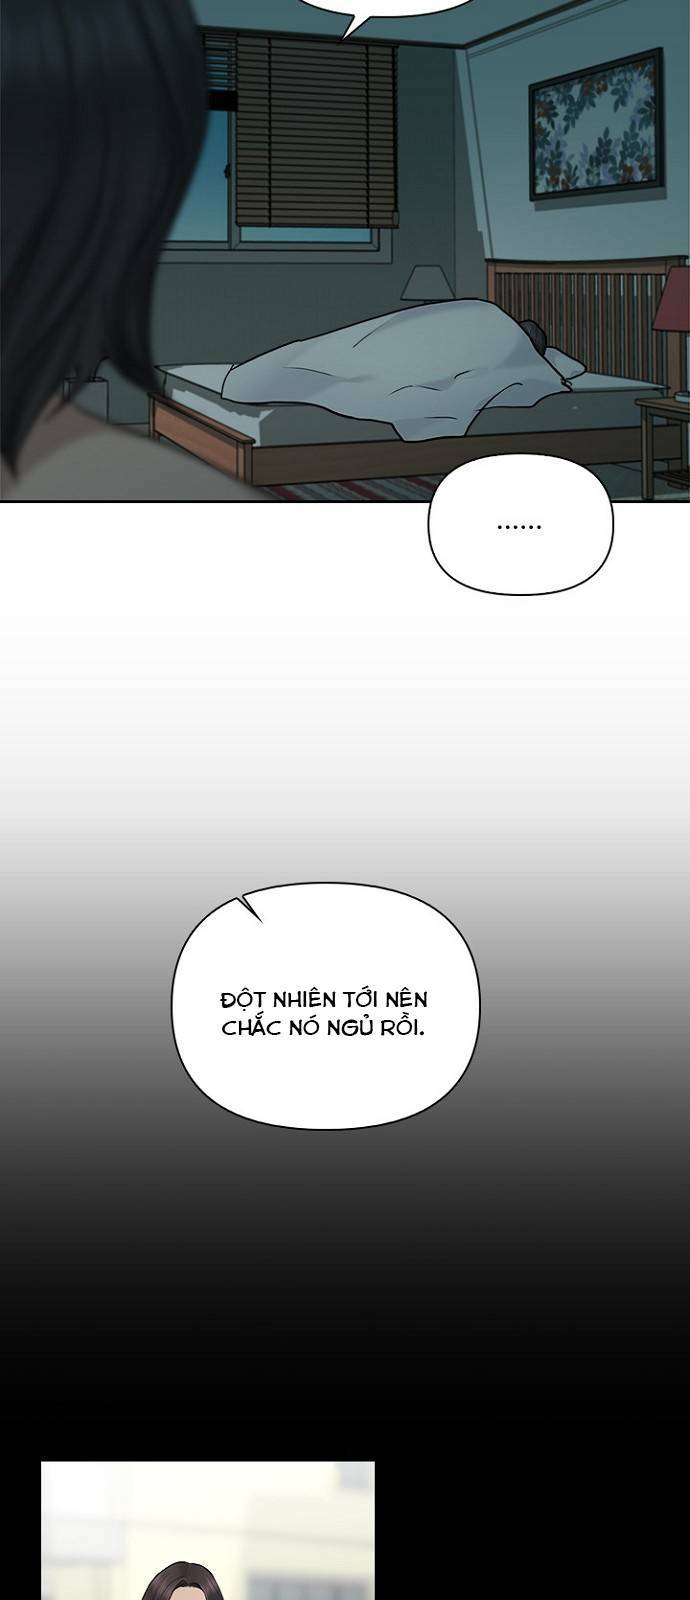 ......
ĐỘT NHIÊN TỚI NÊN
CHẮC NÓ NGỦ RỒI.